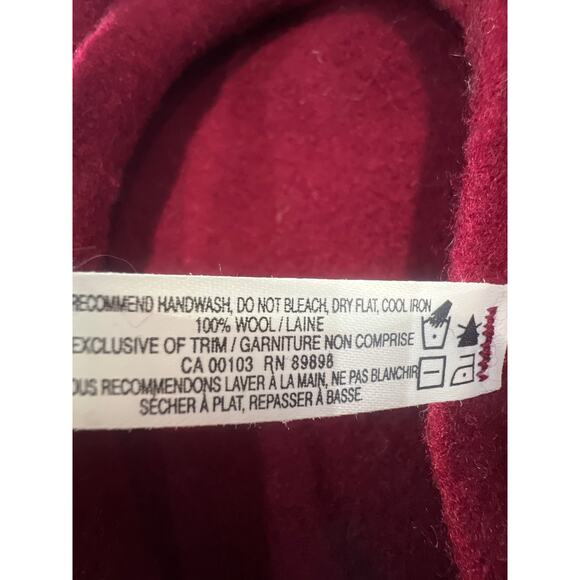 RECOMMEND HANDWASH, DO NOT BLEACH, DRY FLAT, COOL IRON
100% WOOL / LAINE
EXCLUSIVE OF TRIM / GARNITURE NON COMPRISE
CA 00103 RN 89898
OUS RECOMMENDONS LAVER À LA MAIN, NE PAS BLANCHIR
SÉCHER À PLAT, REPASSER À BASSE.